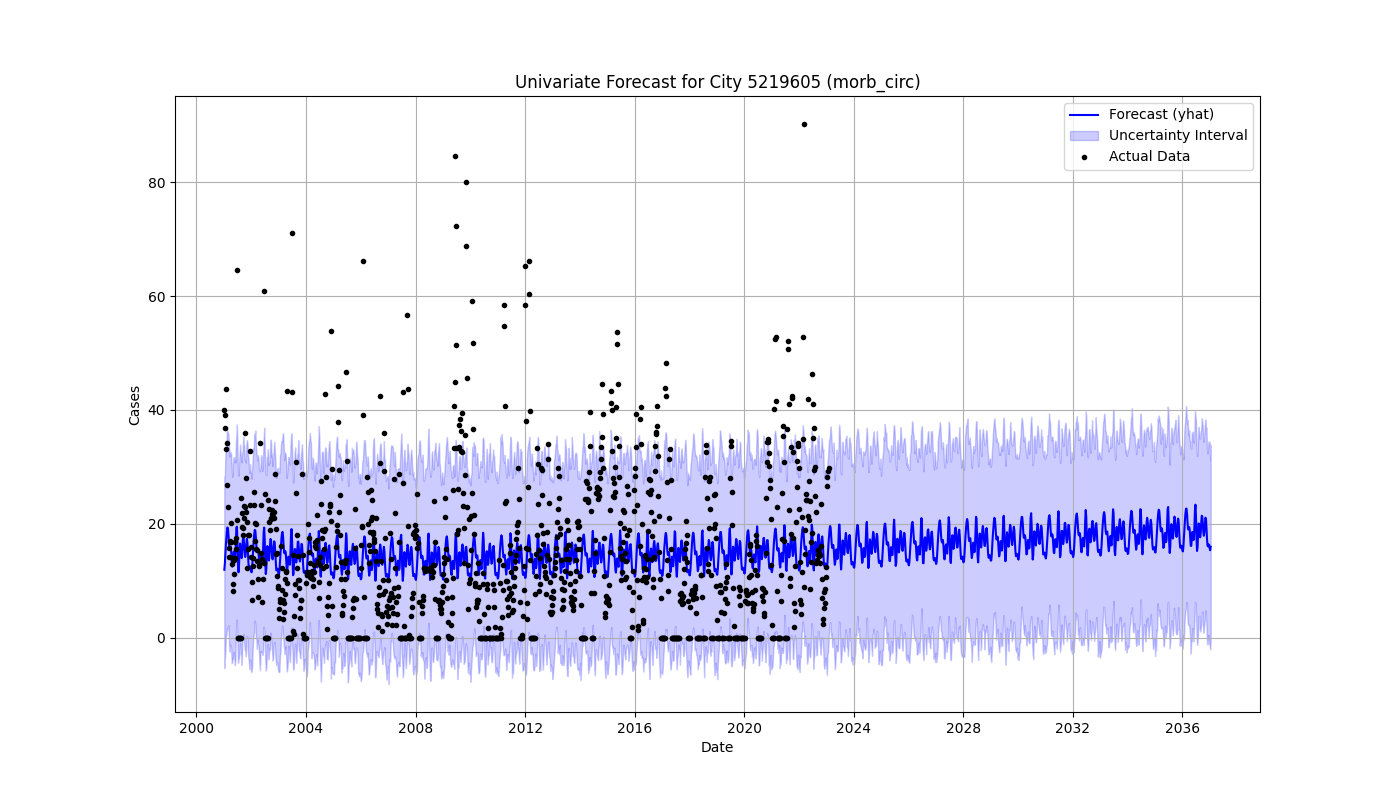 Univariate Forecast for City 5219605 (morb_circ)
Forecast (yhat)
Uncertainty Interval
Actual Data
Cases
80
60
40
20
0
2000 2004 2008 2012 2016 2020 2024 2028 2032 2036
Date